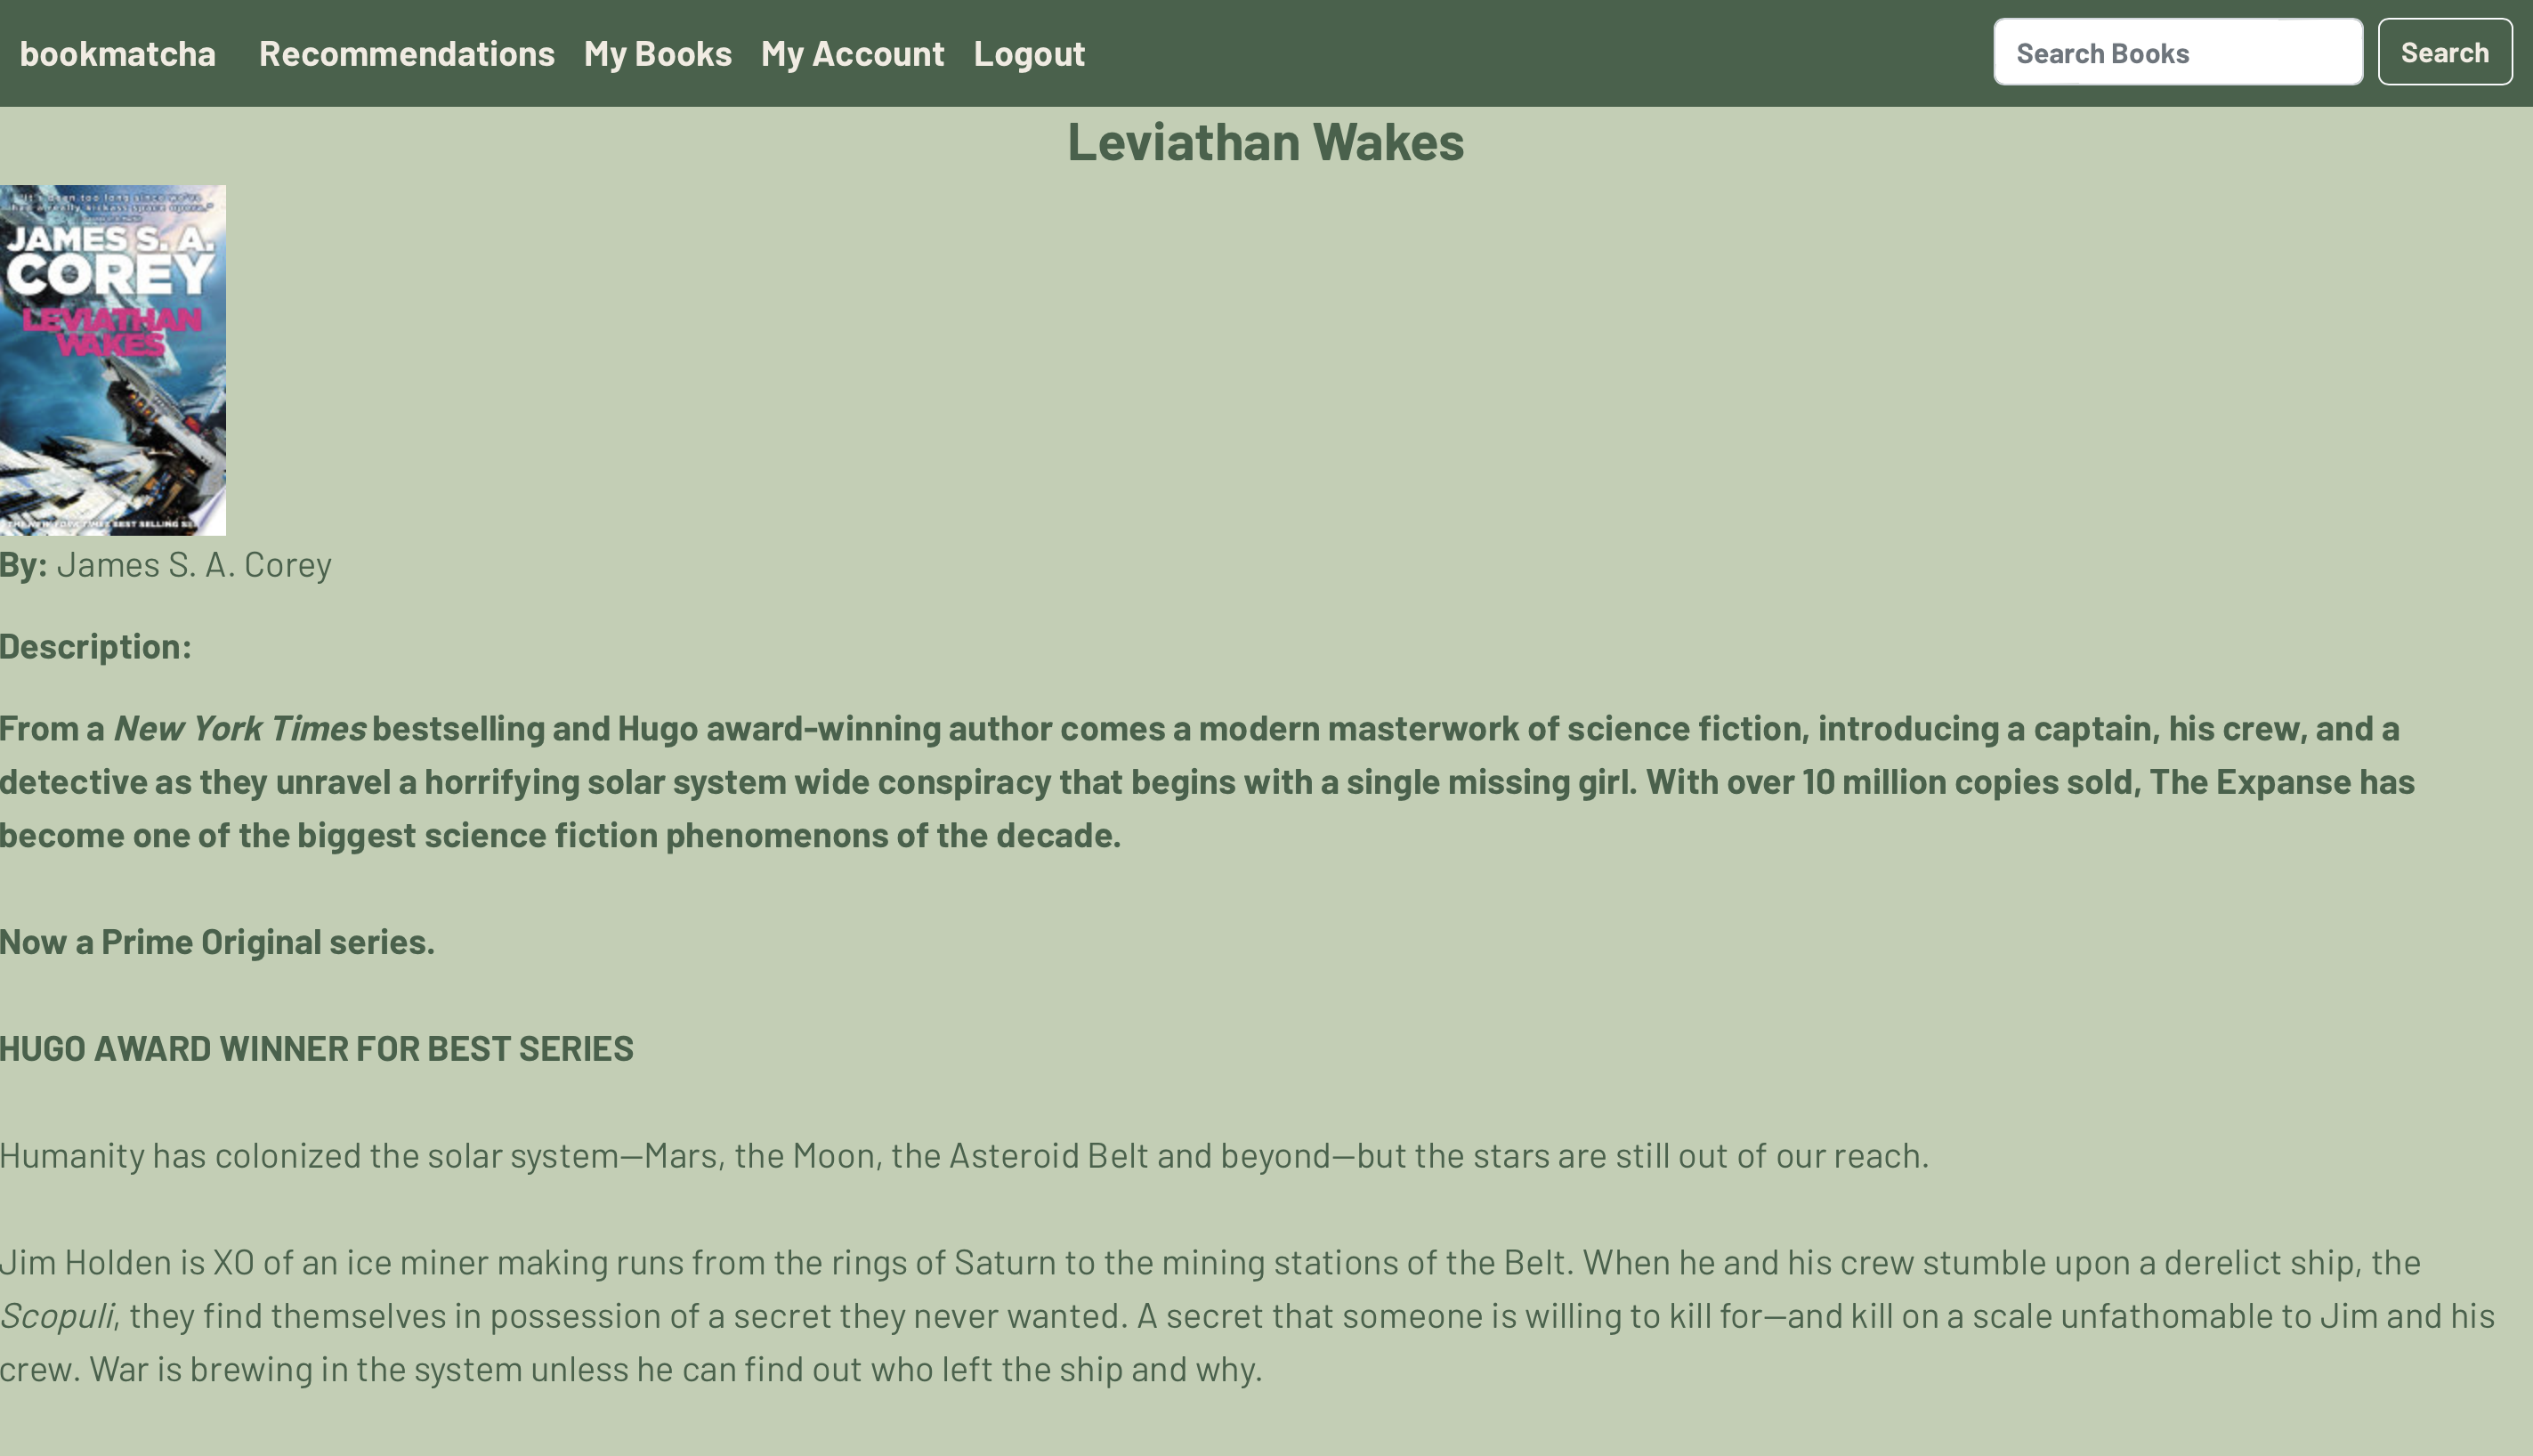 bookmatcha Recommendations My Books My Account Logout Search Books Search
Leviathan Wakes
JAMES S. A.
COREY
LEVIATHAN
WAKES
By: James S. A. Corey
Description:
From a New York Times bestselling and Hugo award-winning author comes a modern masterwork of science fiction, introducing a captain, his crew, and a
detective as they unravel a horrifying solar system wide conspiracy that begins with a single missing girl. With over 10 million copies sold, The Expanse has
become one of the biggest science fiction phenomenons of the decade.
Now a Prime Original series.
HUGO AWARD WINNER FOR BEST SERIES
Humanity has colonized the solar system—Mars, the Moon, the Asteroid Belt and beyond—but the stars are still out of our reach.
Jim Holden is XO of an ice miner making runs from the rings of Saturn to the mining stations of the Belt. When he and his crew stumble upon a derelict ship, the
Scopuli, they find themselves in possession of a secret they never wanted. A secret that someone is willing to kill for—and kill on a scale unfathomable to Jim and his
crew. War is brewing in the system unless he can find out who left the ship and why.